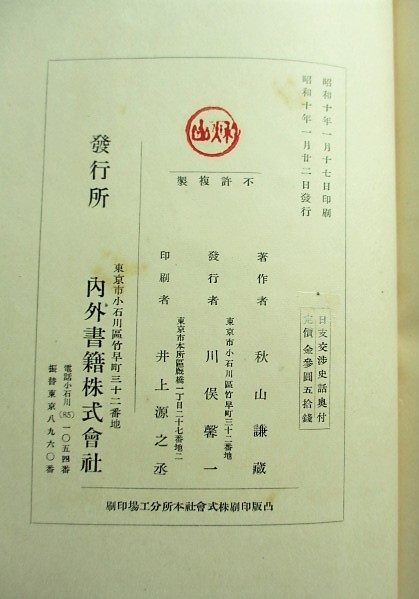 昭和十年一月十七日印刷
昭和十年一月廿二日發行
日支交涉史話奧付
定價金參圓五拾錢
不許複製
秋山
著作者 秋山謙藏
東京市小石川區竹早町三十二番地
發行者 川俣馨一
東京市本所區廐橋一丁目二十七番地ノ二
印刷者 井上源之丞
發行所
東京市小石川區竹早町三十二番地
內外書籍株式會社
電話小石川(85)一〇五四番
振替東京八九六〇番
凸版印刷株式會社本所分工場印刷